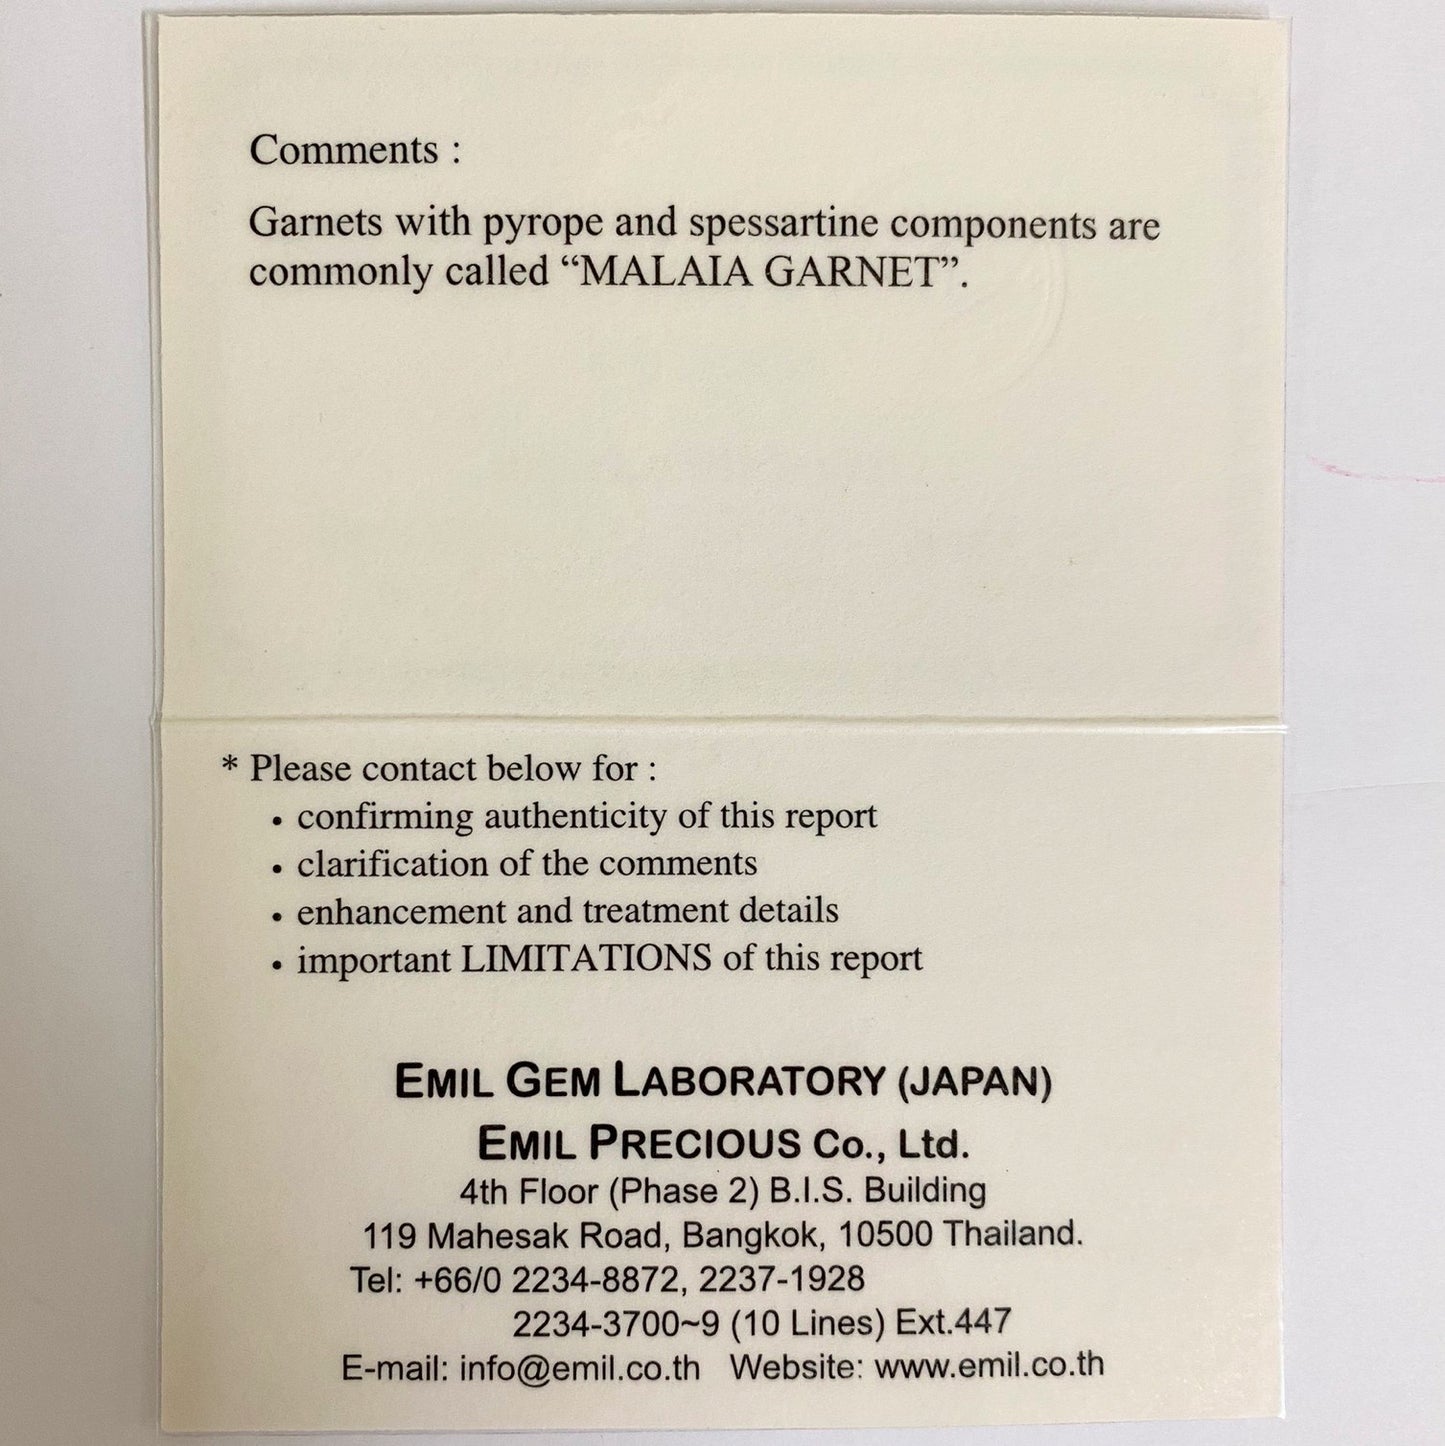 Comments :
Garnets with pyrope and spessartine components are
commonly called “MALAIA GARNET”.
* Please contact below for :
• confirming authenticity of this report
• clarification of the comments
• enhancement and treatment details
• important LIMITATIONS of this report
EMIL GEM LABORATORY (JAPAN)
EMIL PRECIOUS Co., Ltd.
4th Floor (Phase 2) B.I.S. Building
119 Mahesak Road, Bangkok, 10500 Thailand.
Tel: +66/0 2234-8872, 2237-1928
2234-3700~9 (10 Lines) Ext.447
E-mail: info@emil.co.th Website: www.emil.co.th